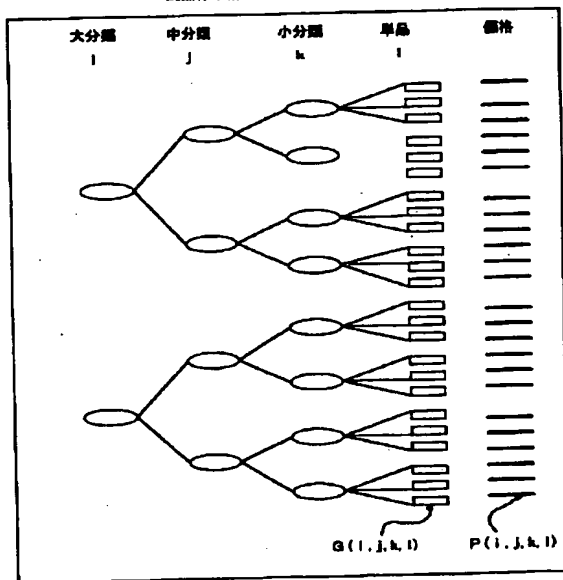 大分類 中分類 小分類 単品 価格
i j k l
G(i,j,k,l) P(i,j,k,l)